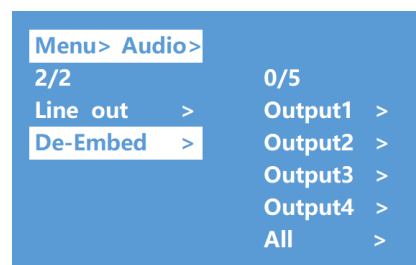 Menu> Audio>
2/2
Line out >
De-Embed >
0/5
Output1 >
Output2 >
Output3 >
Output4 >
All >